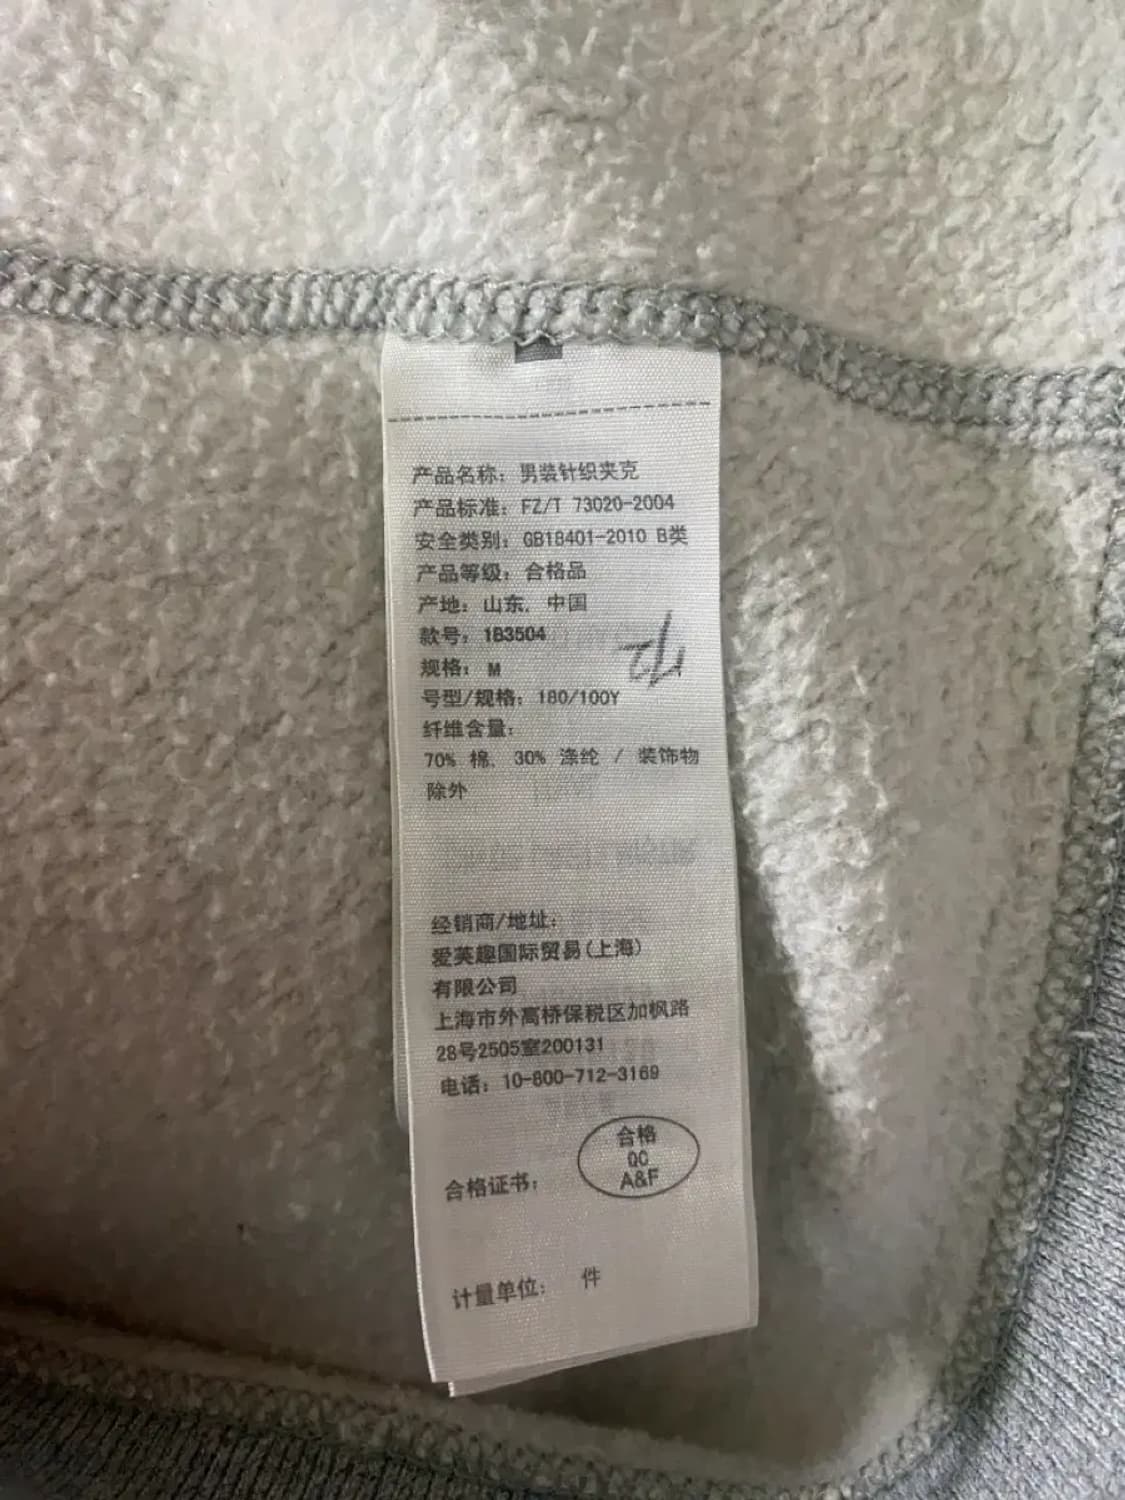 产品名称: 男装针织夹克
产品标准: FZ/T 73020-2004
安全类别: GB18401-2010 B类
产品等级: 合格品
产地: 山东, 中国
款号: 1B3504
规格: M
号型/规格: 180/100Y
纤维含量:
70% 棉, 30% 涤纶 / 装饰物
除外
经销商/地址:
爱芙趣国际贸易(上海)
有限公司
上海市外高桥保税区加枫路
28号2505室200131
电话: 10-800-712-3169
合格
QC
A&F
合格证书:
计量单位: 件